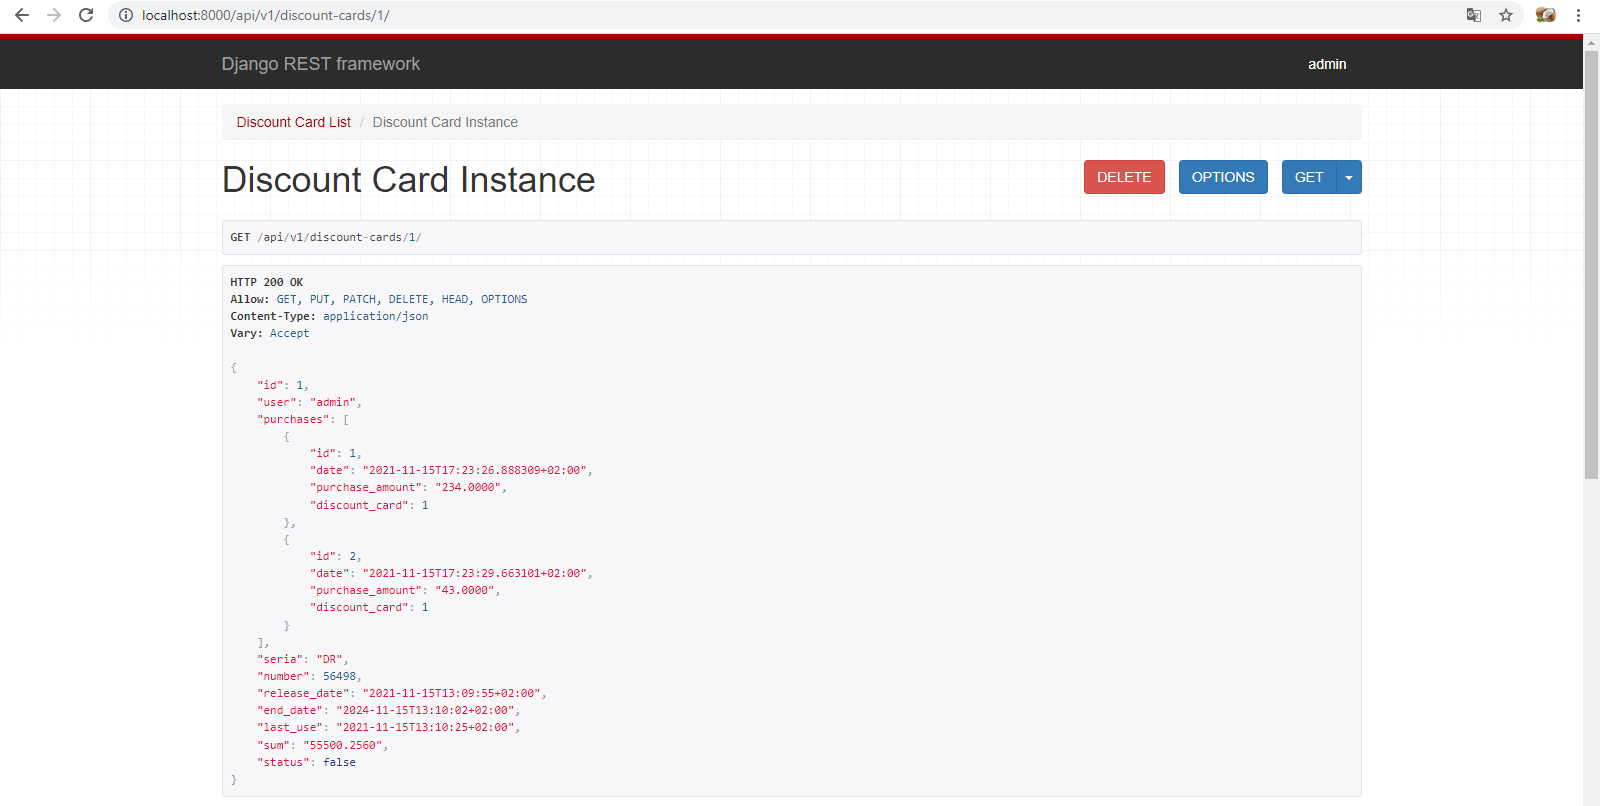 localhost:8000/api/v1/discount-cards/1/
Django REST framework
admin
Discount Card List / Discount Card Instance
Discount Card Instance
DELETE
OPTIONS
GET
GET /api/v1/discount-cards/1/
HTTP 200 OK
Allow: GET, PUT, PATCH, DELETE, HEAD, OPTIONS
Content-Type: application/json
Vary: Accept
{
    "id": 1,
    "user": "admin",
    "purchases": [
        {
            "id": 1,
            "date": "2021-11-15T17:23:26.888309+02:00",
            "purchase_amount": "234.0000",
            "discount_card": 1
        },
        {
            "id": 2,
            "date": "2021-11-15T17:23:29.663101+02:00",
            "purchase_amount": "43.0000",
            "discount_card": 1
        }
    ],
    "seria": "DR",
    "number": 56498,
    "release_date": "2021-11-15T13:09:55+02:00",
    "end_date": "2024-11-15T13:10:02+02:00",
    "last_use": "2021-11-15T13:10:25+02:00",
    "sum": "55500.2560",
    "status": false
}